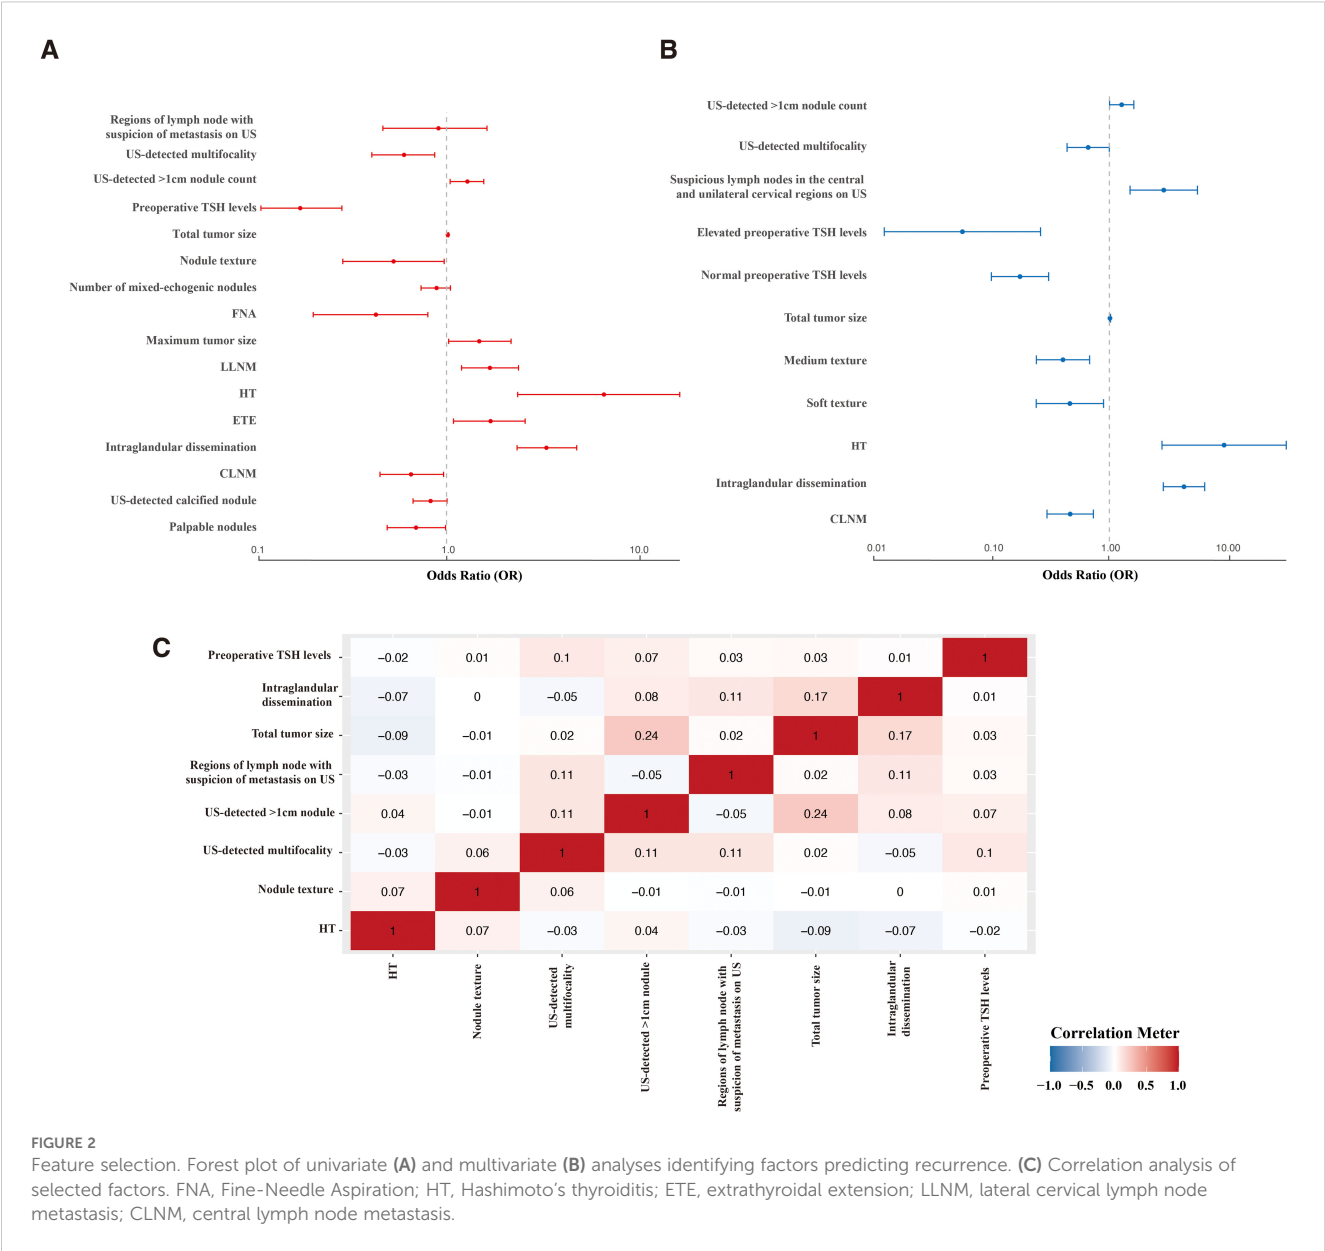 A
Regions of lymph node with
suspicion of metastasis on US
US-detected multifocality
US-detected >1cm nodule count
Preoperative TSH levels
Total tumor size
Nodule texture
Number of mixed-echogenic nodules
FNA
Maximum tumor size
LLNM
HT
ETE
Intraglandular dissemination
CLNM
US-detected calcified nodule
Palpable nodules
0.1 1.0 10.0
Odds Ratio (OR)
B
US-detected >1cm nodule count
US-detected multifocality
Suspicious lymph nodes in the central
and unilateral cervical regions on US
Elevated preoperative TSH levels
Normal preoperative TSH levels
Total tumor size
Medium texture
Soft texture
HT
Intraglandular dissemination
CLNM
0.01 0.10 1.00 10.00
Odds Ratio (OR)
C
Preoperative TSH levels −0.02 0.01 0.1 0.07 0.03 0.03 0.01 1
Intraglandular
dissemination −0.07 0 −0.05 0.08 0.11 0.17 1 0.01
Total tumor size −0.09 −0.01 0.02 0.24 0.02 1 0.17 0.03
Regions of lymph node with
suspicion of metastasis on US −0.03 −0.01 0.11 −0.05 1 0.02 0.11 0.03
US-detected >1cm nodule 0.04 −0.01 0.11 1 −0.05 0.24 0.08 0.07
US-detected multifocality −0.03 0.06 1 0.11 0.11 0.02 −0.05 0.1
Nodule texture 0.07 1 0.06 −0.01 −0.01 −0.01 0 0.01
HT 1 0.07 −0.03 0.04 −0.03 −0.09 −0.07 −0.02
HT
Nodule texture
US-detected
multifocality
US-detected >1cm nodule
Regions of lymph node with
suspicion of metastasis on US
Total tumor size
Intraglandular
dissemination
Preoperative TSH levels
Correlation Meter
−1.0 −0.5 0.0 0.5 1.0
FIGURE 2
Feature selection. Forest plot of univariate (A) and multivariate (B) analyses identifying factors predicting recurrence. (C) Correlation analysis of
selected factors. FNA, Fine-Needle Aspiration; HT, Hashimoto's thyroiditis; ETE, extrathyroidal extension; LLNM, lateral cervical lymph node
metastasis; CLNM, central lymph node metastasis.